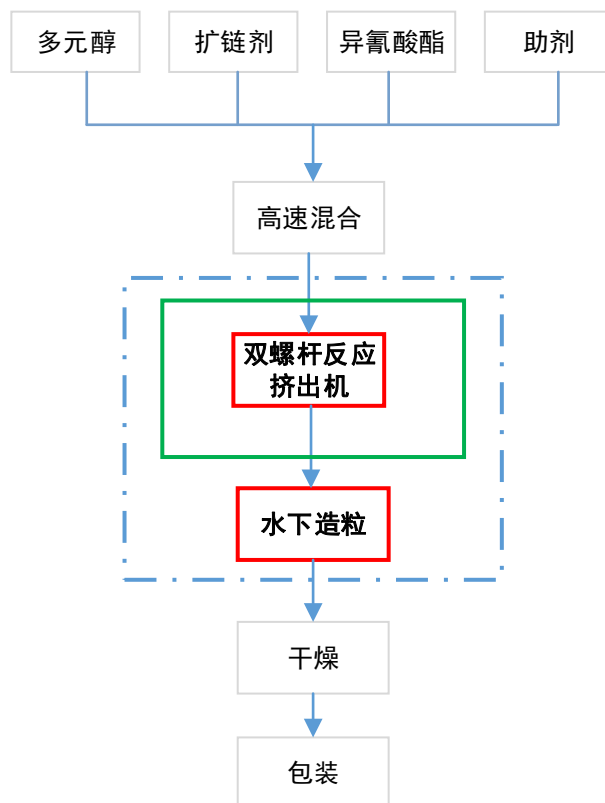 多元醇
扩链剂
异氰酸酯
助剂
高速混合
双螺杆反应
挤出机
水下造粒
干燥
包装